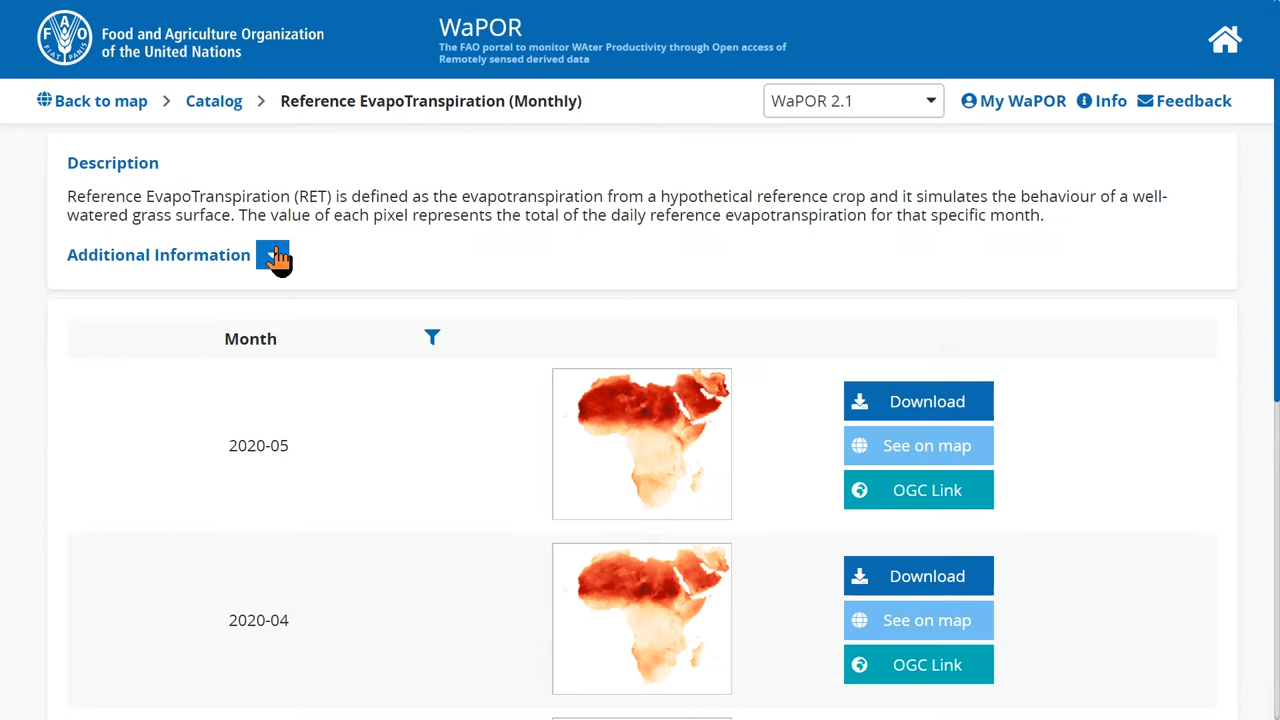 Food and Agriculture Organization
of the United Nations
WaPOR
The FAO portal to monitor WAter Productivity through Open access of
Remotely sensed derived data
Back to map > Catalog > Reference EvapoTranspiration (Monthly)
WaPOR 2.1
My WaPOR
Info
Feedback
Description
Reference EvapoTranspiration (RET) is defined as the evapotranspiration from a hypothetical reference crop and it simulates the behaviour of a well-
watered grass surface. The value of each pixel represents the total of the daily reference evapotranspiration for that specific month.
Additional Information
Month
2020-05
Download
See on map
OGC Link
2020-04
Download
See on map
OGC Link